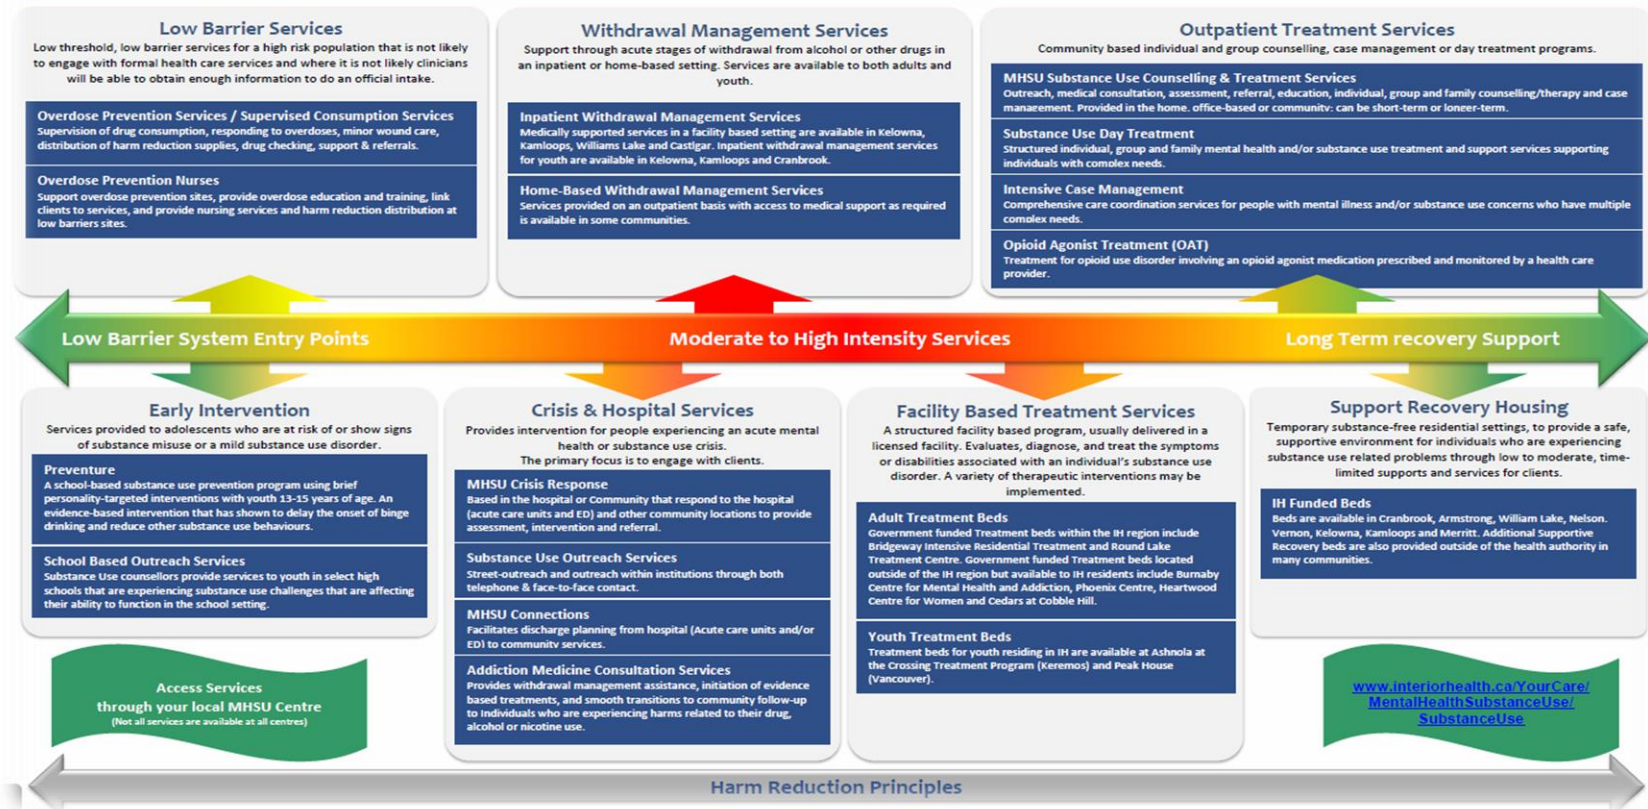 Low Barrier Services
Low threshold, low barrier services for a high risk population that is not likely
to engage with formal health care services and where it is not likely clinicians
will be able to obtain enough information to do an official intake.
Overdose Prevention Services / Supervised Consumption Services
Supervision of drug consumption, responding to overdoses, minor wound care,
distribution of harm reduction supplies, drug checking, support & referrals.
Overdose Prevention Nurses
Support overdose prevention sites, provide overdose education and training, link
clients to services, and provide nursing services and harm reduction distribution at
low barriers sites.
Withdrawal Management Services
Support through acute stages of withdrawal from alcohol or other drugs in
an inpatient or home-based setting. Services are available to both adults and
youth.
Inpatient Withdrawal Management Services
Medically supported services in a facility based setting are available in Kelowna,
Kamloops, Williams Lake and Castlgar. Inpatient withdrawal management services
for youth are available in Kelowna, Kamloops and Cranbrook.
Home-Based Withdrawal Management Services
Services provided on an outpatient basis with access to medical support as required
is available in some communities.
Outpatient Treatment Services
Community based individual and group counselling, case management or day treatment programs.
MHSU Substance Use Counselling & Treatment Services
Outreach, medical consultation, assessment, referral, education, individual, group and family counselling/therapy and case
management. Provided in the home, office-based or community; can be short-term or longer-term.
Substance Use Day Treatment
Structured individual, group and family mental health and/or substance use treatment and support services supporting
individuals with complex needs.
Intensive Case Management
Comprehensive care coordination services for people with mental illness and/or substance use concerns who have multiple
complex needs.
Opioid Agonist Treatment (OAT)
Treatment for opioid use disorder involving an opioid agonist medication prescribed and monitored by a health care
provider.
Low Barrier System Entry Points
Moderate to High Intensity Services
Long Term recovery Support
Early Intervention
Services provided to adolescents who are at risk of or show signs
of substance misuse or a mild substance use disorder.
Preventure
A school-based substance use prevention program using brief
personality-targeted interventions with youth 13-15 years of age. An
evidence-based intervention that has shown to delay the onset of binge
drinking and reduce other substance use behaviours.
School Based Outreach Services
Substance Use counsellors provide services to youth in select high
schools that are experiencing substance use challenges that are affecting
their ability to function in the school setting.
Crisis & Hospital Services
Provides intervention for people experiencing an acute mental
health or substance use crisis.
The primary focus is to engage with clients.
MHSU Crisis Response
Based in the hospital or Community that respond to the hospital
(acute care units and ED) and other community locations to provide
assessment, intervention and referral.
Substance Use Outreach Services
Street-outreach and outreach within institutions through both
telephone & face-to-face contact.
MHSU Connections
Facilitates discharge planning from hospital (Acute care units and/or
ED) to community services.
Addiction Medicine Consultation Services
Provides withdrawal management assistance, initiation of evidence
based treatments, and smooth transitions to community follow-up
to Individuals who are experiencing harms related to their drug,
alcohol or nicotine use.
Facility Based Treatment Services
A structured facility based program, usually delivered in a
licensed facility. Evaluates, diagnose, and treat the symptoms
or disabilities associated with an individual's substance use
disorder. A variety of therapeutic interventions may be
implemented.
Adult Treatment Beds
Government funded Treatment beds within the IH region include
Bridgeway Intensive Residential Treatment and Round Lake
Treatment Centre. Government funded Treatment beds located
outside of the IH region but available to IH residents include Burnaby
Centre for Mental Health and Addiction, Phoenix Centre, Heartwood
Centre for Women and Cedars at Cobble Hill.
Youth Treatment Beds
Treatment beds for youth residing in IH are available at Ashnola at
the Crossing Treatment Program (Keremos) and Peak House
(Vancouver).
Support Recovery Housing
Temporary substance-free residential settings, to provide a safe,
supportive environment for individuals who are experiencing
substance use related problems through low to moderate, time-
limited supports and services for clients.
IH Funded Beds
Beds are available in Cranbrook, Armstrong, William Lake, Nelson.
Vernon, Kelowna, Kamloops and Merritt. Additional Supportive
Recovery beds are also provided outside of the health authority in
many communities.
Access Services
through your local MHSU Centre
(Not all services are available at all centres)
www.interiorhealth.ca/YourCare/
MentalHealthSubstanceUse/
SubstanceUse
Harm Reduction Principles